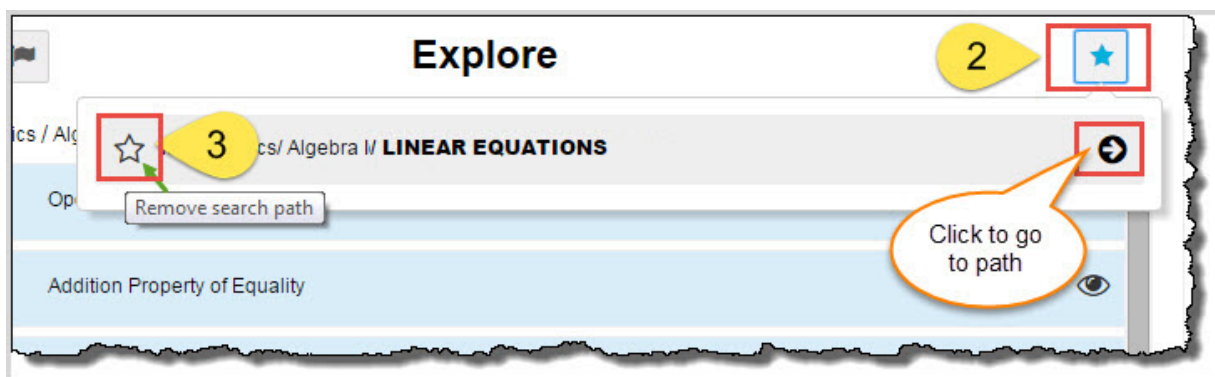 Explore
2
3
cs/ Algebra I/ LINEAR EQUATIONS
ics / Alg
Op
Remove search path
Click to go
to path
Addition Property of Equality